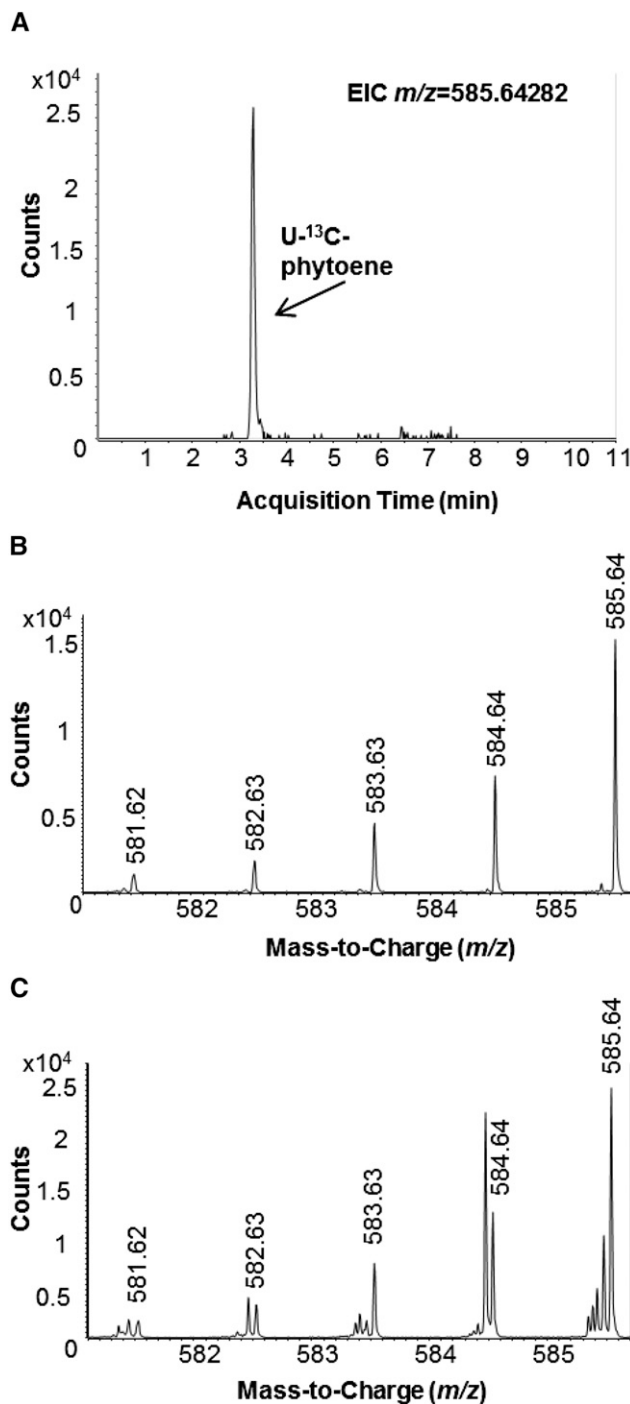 A
x10⁴
EIC m/z=585.64282
2.5
2
1.5
1
0.5
0
Counts
U-¹³C-
phytoene
1 2 3 4 5 6 7 8 9 10 11
Acquisition Time (min)
B
x10⁴
1.5
1
0.5
0
Counts
581.62
582.63
583.63
584.64
585.64
582 583 584 585
Mass-to-Charge (m/z)
C
x10⁴
2.5
2
1.5
1
0.5
0
Counts
581.62
582.63
583.63
584.64
585.64
582 583 584 585
Mass-to-Charge (m/z)